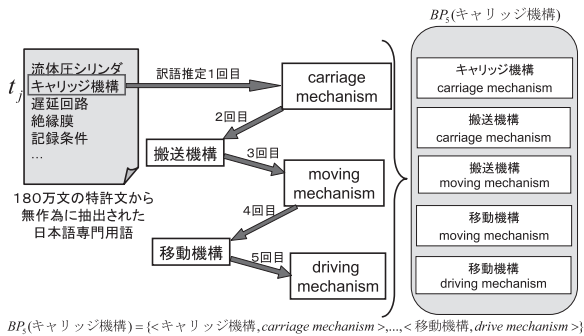 BP₅(キャリッジ機構)
t_j
流体圧シリンダ
キャリッジ機構
遅延回路
絶縁膜
記録条件
…
180万文の特許文から
無作為に抽出された
日本語専門用語
訳語推定1回目
carriage
mechanism
2回目
搬送機構
3回目
moving
mechanism
4回目
移動機構
5回目
driving
mechanism
キャリッジ機構
carriage mechanism
搬送機構
carriage mechanism
搬送機構
moving mechanism
移動機構
moving mechanism
移動機構
driving mechanism
BP₅(キャリッジ機構) = {<キャリッジ機構, carriage mechanism >,...,< 移動機構, drive mechanism >}